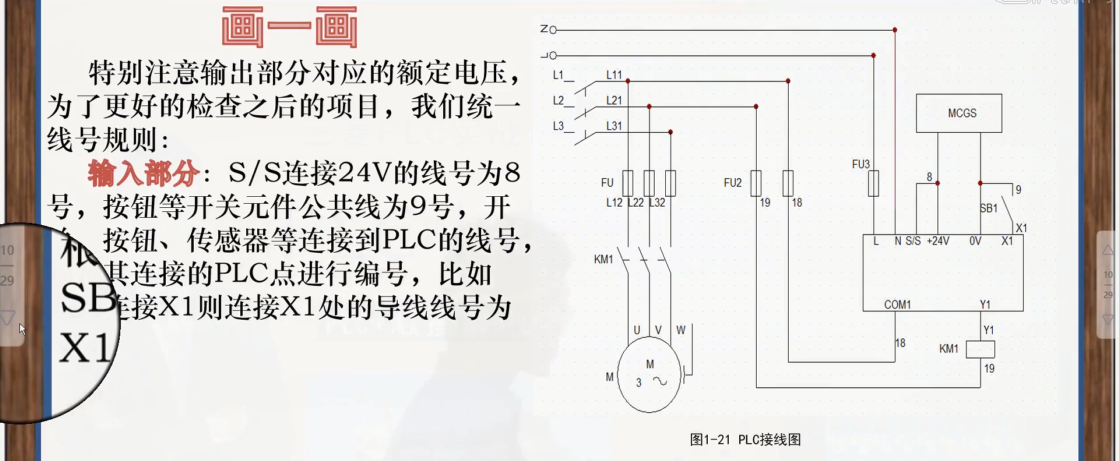 画一画
特别注意输出部分对应的额定电压，
为了更好的检查之后的项目，我们统一
线号规则：
输入部分：S/S连接24V的线号为8
号，按钮等开关元件公共线为9号，开
按钮、传感器等连接到PLC的线号，
其连接的PLC点进行编号，比如
SB连接X1则连接X1处的导线线号为
X1
10
29
N
L
L1 L11
L2 L21
L3 L31
MCGS
FU FU2 FU3
L12 L22 L32 19 18
8 9
SB1
X1
L N S/S +24V 0V X1
KM1
COM1 Y1
U V W
18 Y1
KM1
M M
3
19
图1-21 PLC接线图
10
29